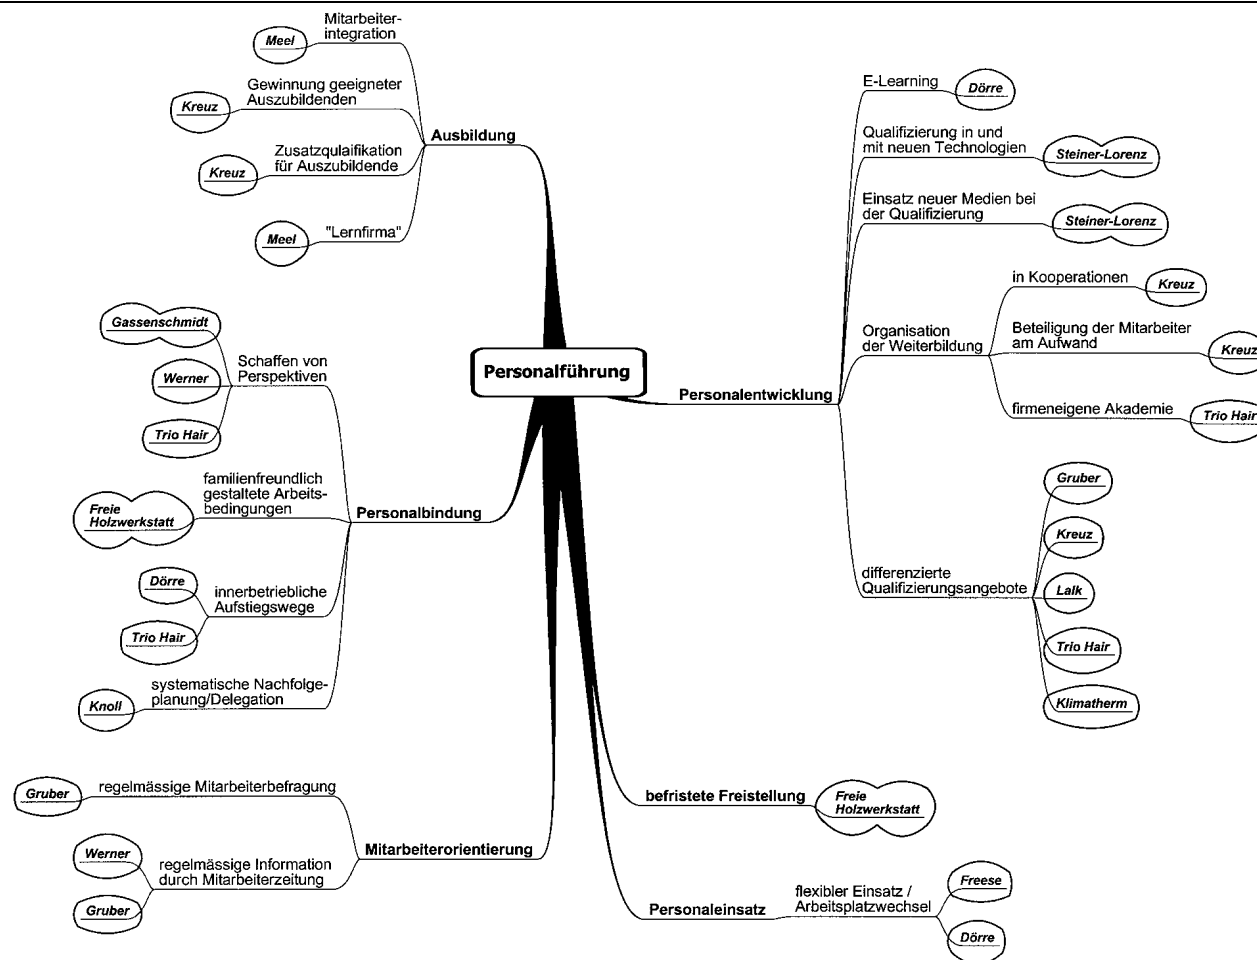 Personalführung
Ausbildung
Mitarbeiter-
integration
Meel
Gewinnung geeigneter
Auszubildenden
Kreuz
Zusatzqulaifikation
für Auszubildende
Kreuz
"Lernfirma"
Meel
Personalbindung
Schaffen von
Perspektiven
Gassenschmidt
Werner
Trio Hair
familienfreundlich
gestaltete Arbeits-
bedingungen
Freie
Holzwerkstatt
innerbetriebliche
Aufstiegswege
Dörre
Trio Hair
systematische Nachfolge-
planung/Delegation
Knoll
Mitarbeiterorientierung
regelmässige Mitarbeiterbefragung
Gruber
regelmässige Information
durch Mitarbeiterzeitung
Werner
Gruber
Personalentwicklung
E-Learning
Dörre
Qualifizierung in und
mit neuen Technologien
Steiner-Lorenz
Einsatz neuer Medien bei
der Qualifizierung
Steiner-Lorenz
Organisation
der Weiterbildung
in Kooperationen
Kreuz
Beteiligung der Mitarbeiter
am Aufwand
Kreuz
firmeneigene Akademie
Trio Hair
differenzierte
Qualifizierungsangebote
Gruber
Kreuz
Lalk
Trio Hair
Klimatherm
befristete Freistellung
Freie
Holzwerkstatt
Personaleinsatz
flexibler Einsatz /
Arbeitsplatzwechsel
Freese
Dörre